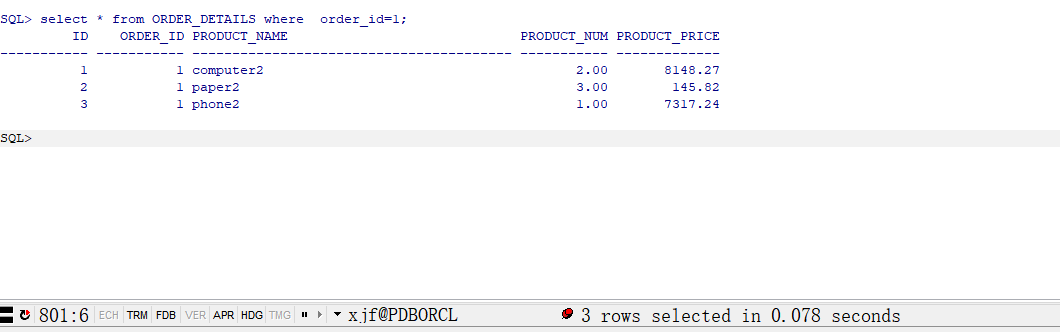 SQL> select * from ORDER_DETAILS where  order_id=1;
         ID    ORDER_ID PRODUCT_NAME                             PRODUCT_NUM PRODUCT_PRICE
----------- ----------- ---------------------------------------- ----------- -------------
          1           1 computer2                                       2.00       8148.27
          2           1 paper2                                          3.00        145.82
          3           1 phone2                                          1.00       7317.24
SQL>
801:6 ECH TRM FDB VER APR HDG TMG xjf@PDBORCL 3 rows selected in 0.078 seconds